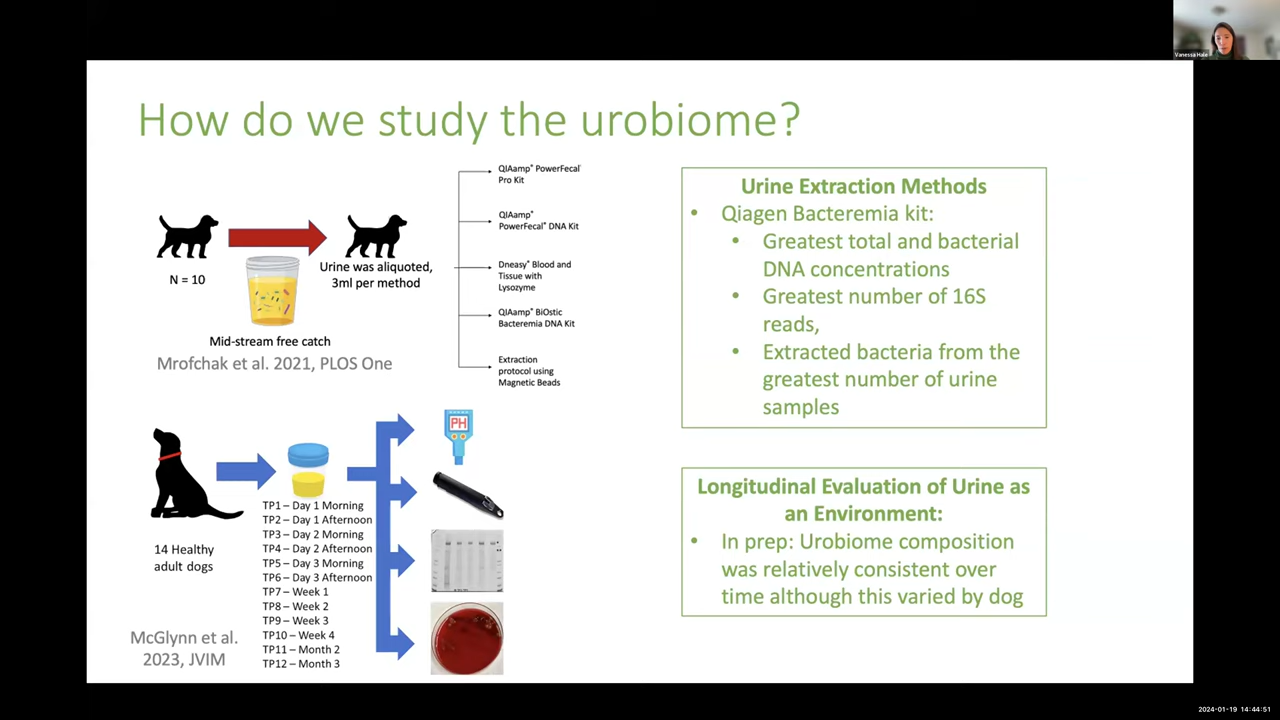 Vanessa Hale
How do we study the urobiome?
N = 10
Urine was aliquoted,
3ml per method
Mid-stream free catch
Mrofchak et al. 2021, PLOS One
QIAamp® PowerFecal®
Pro Kit
QIAamp®
PowerFecal® DNA Kit
Dneasy® Blood and
Tissue with
Lysozyme
QIAamp® BiOstic
Bacteremia DNA Kit
Extraction
protocol using
Magnetic Beads
Urine Extraction Methods
• Qiagen Bacteremia kit:
• Greatest total and bacterial
DNA concentrations
• Greatest number of 16S
reads,
• Extracted bacteria from the
greatest number of urine
samples
14 Healthy
adult dogs
TP1 – Day 1 Morning
TP2 – Day 1 Afternoon
TP3 – Day 2 Morning
TP4 – Day 2 Afternoon
TP5 – Day 3 Morning
TP6 – Day 3 Afternoon
TP7 – Week 1
TP8 – Week 2
TP9 – Week 3
TP10 – Week 4
TP11 – Month 2
TP12 – Month 3
PH
McGlynn et al.
2023, JVIM
Longitudinal Evaluation of Urine as
an Environment:
• In prep: Urobiome composition
was relatively consistent over
time although this varied by dog
2024-01-19 14:44:51